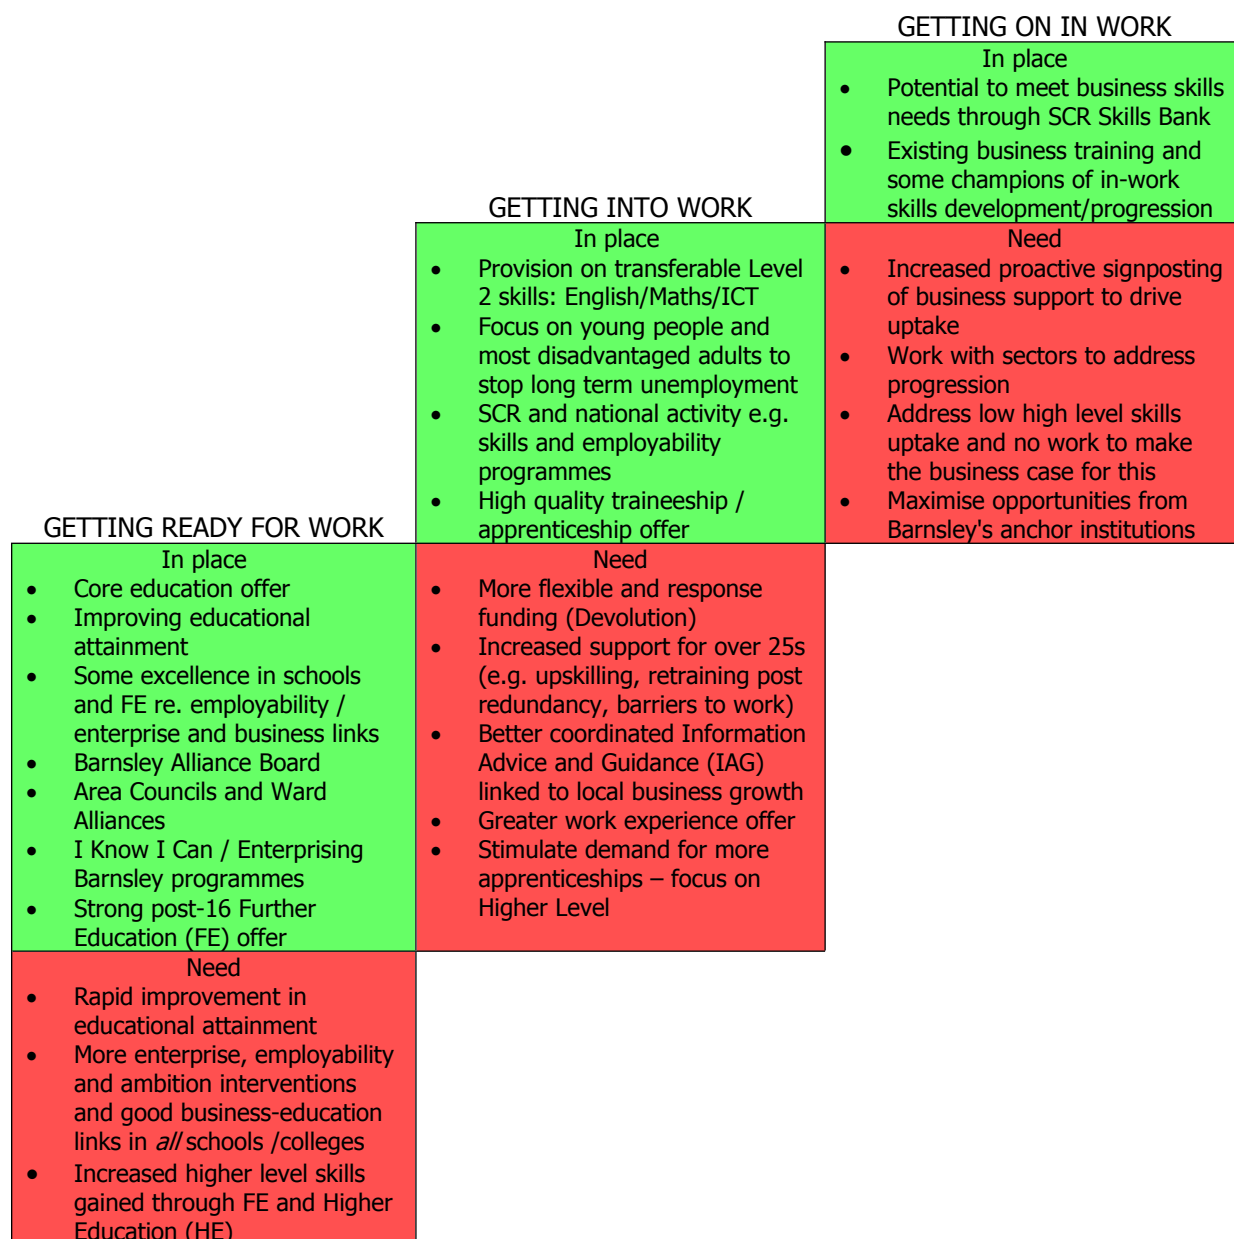 GETTING ON IN WORK
In place
• Potential to meet business skills
needs through SCR Skills Bank
• Existing business training and
some champions of in-work
skills development/progression
Need
• Increased proactive signposting
of business support to drive
uptake
• Work with sectors to address
progression
• Address low high level skills
uptake and no work to make
the business case for this
• Maximise opportunities from
Barnsley's anchor institutions
GETTING INTO WORK
In place
• Provision on transferable Level
2 skills: English/Maths/ICT
• Focus on young people and
most disadvantaged adults to
stop long term unemployment
• SCR and national activity e.g.
skills and employability
programmes
• High quality traineeship /
apprenticeship offer
Need
• More flexible and response
funding (Devolution)
• Increased support for over 25s
(e.g. upskilling, retraining post
redundancy, barriers to work)
• Better coordinated Information
Advice and Guidance (IAG)
linked to local business growth
• Greater work experience offer
• Stimulate demand for more
apprenticeships – focus on
Higher Level
GETTING READY FOR WORK
In place
• Core education offer
• Improving educational
attainment
• Some excellence in schools
and FE re. employability /
enterprise and business links
• Barnsley Alliance Board
• Area Councils and Ward
Alliances
• I Know I Can / Enterprising
Barnsley programmes
• Strong post-16 Further
Education (FE) offer
Need
• Rapid improvement in
educational attainment
• More enterprise, employability
and ambition interventions
and good business-education
links in all schools /colleges
• Increased higher level skills
gained through FE and Higher
Education (HE)